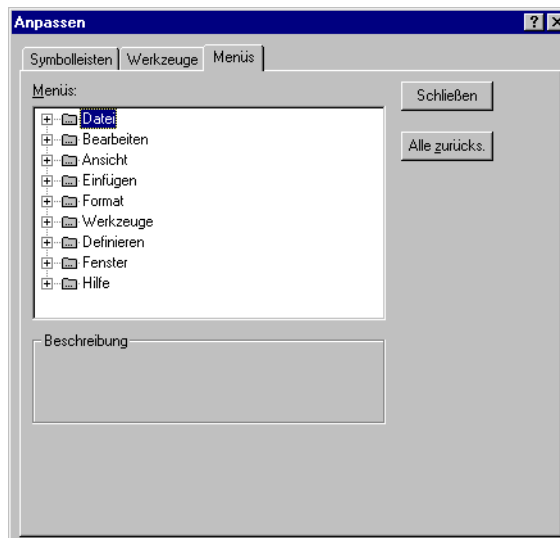 Anpassen
Symbolleisten Werkzeuge Menüs
Menüs:
Schließen
Alle zurücks.
Datei
Bearbeiten
Ansicht
Einfügen
Format
Werkzeuge
Definieren
Fenster
Hilfe
Beschreibung